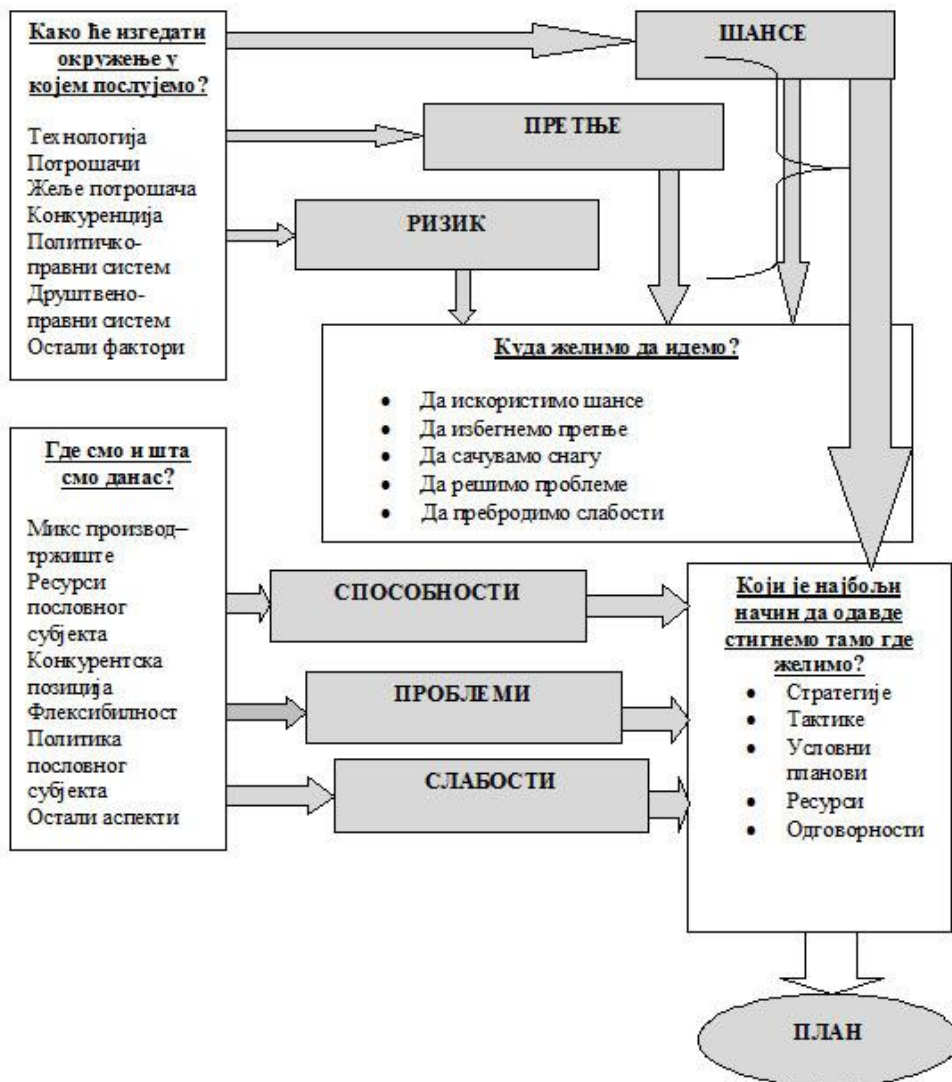 Како ће изгедати
окружење у
којем послујемо?
Технологија
Потрошачи
Жеље потрошача
Конкуренција
Политичко-
правни систем
Друштвено-
правни систем
Остали фактори
ШАНСЕ
ПРЕТЊЕ
РИЗИК
Куда желимо да идемо?
• Да искористимо шансе
• Да избегнемо претње
• Да сачувамо снагу
• Да решимо проблеме
• Да пребродимо слабости
Где смо и шта
смо данас?
Микс производ–
тржиште
Ресурси
пословног
субјекта
Конкурентска
позиција
Флексибилност
Политика
пословног
субјекта
Остали аспекти
СПОСОБНОСТИ
ПРОБЛЕМИ
СЛАБОСТИ
Који је најбољи
начин да одавде
стигнемо тамо где
желимо?
• Стратегије
• Тактике
• Условни
планови
• Ресурси
• Одговорности
ПЛАН